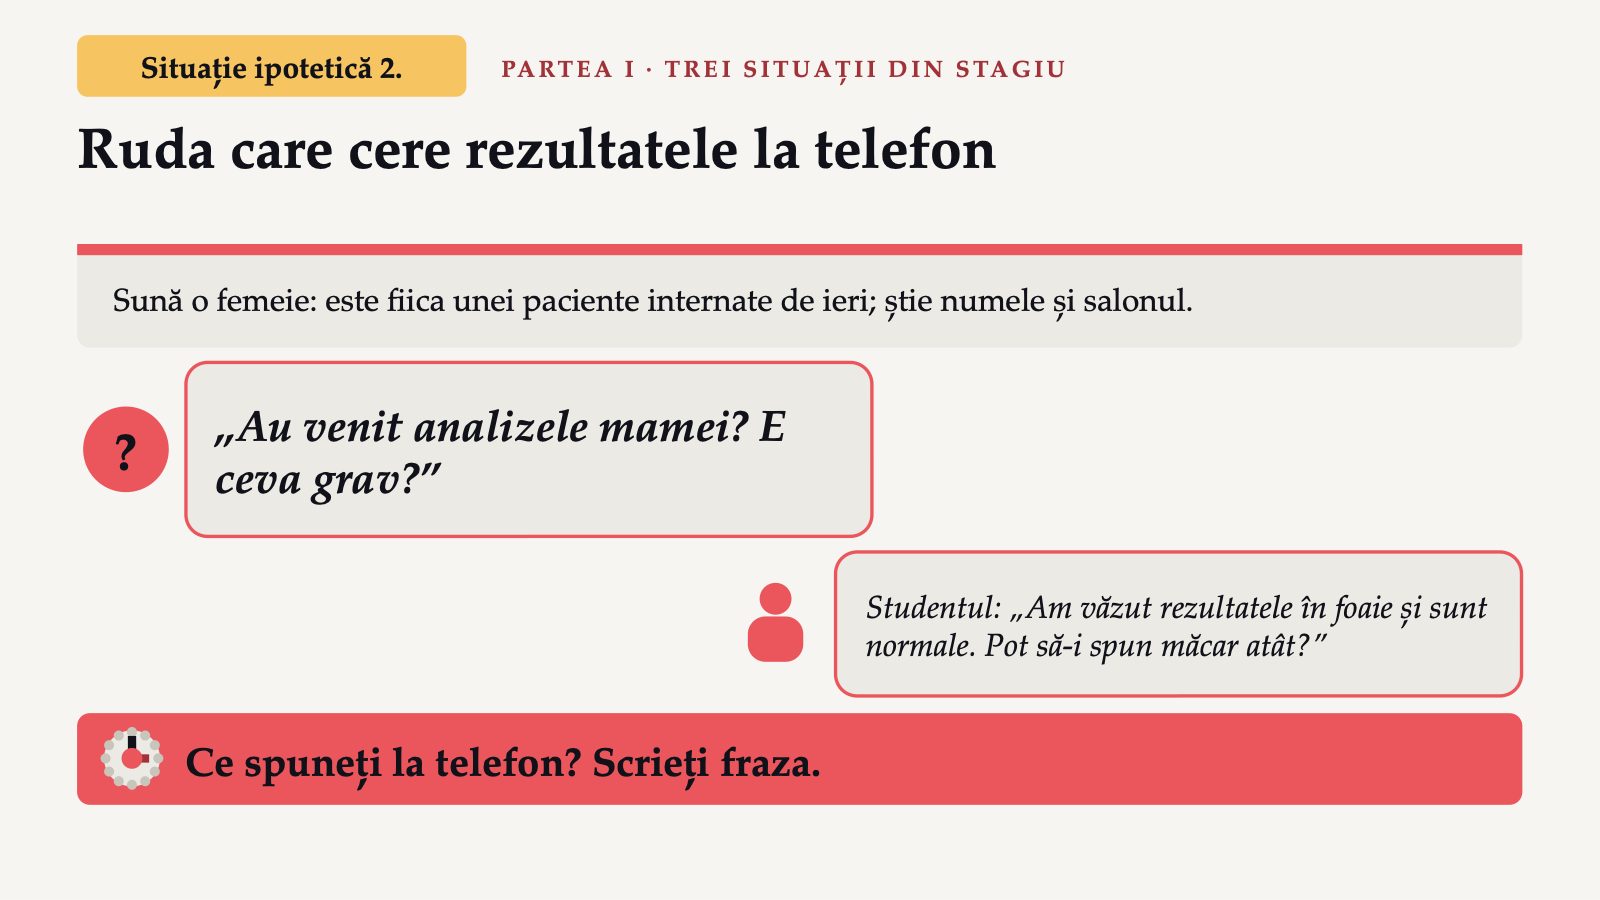 Situație ipotetică 2.
PARTEA I · TREI SITUAȚII DIN STAGIU
Ruda care cere rezultatele la telefon
Sună o femeie: este fiica unei paciente internate de ieri; știe numele și salonul.
?
„Au venit analizele mamei? E
ceva grav?”
Studentul: „Am văzut rezultatele în foaie și sunt
normale. Pot să-i spun măcar atât?”
Ce spuneți la telefon? Scrieți fraza.